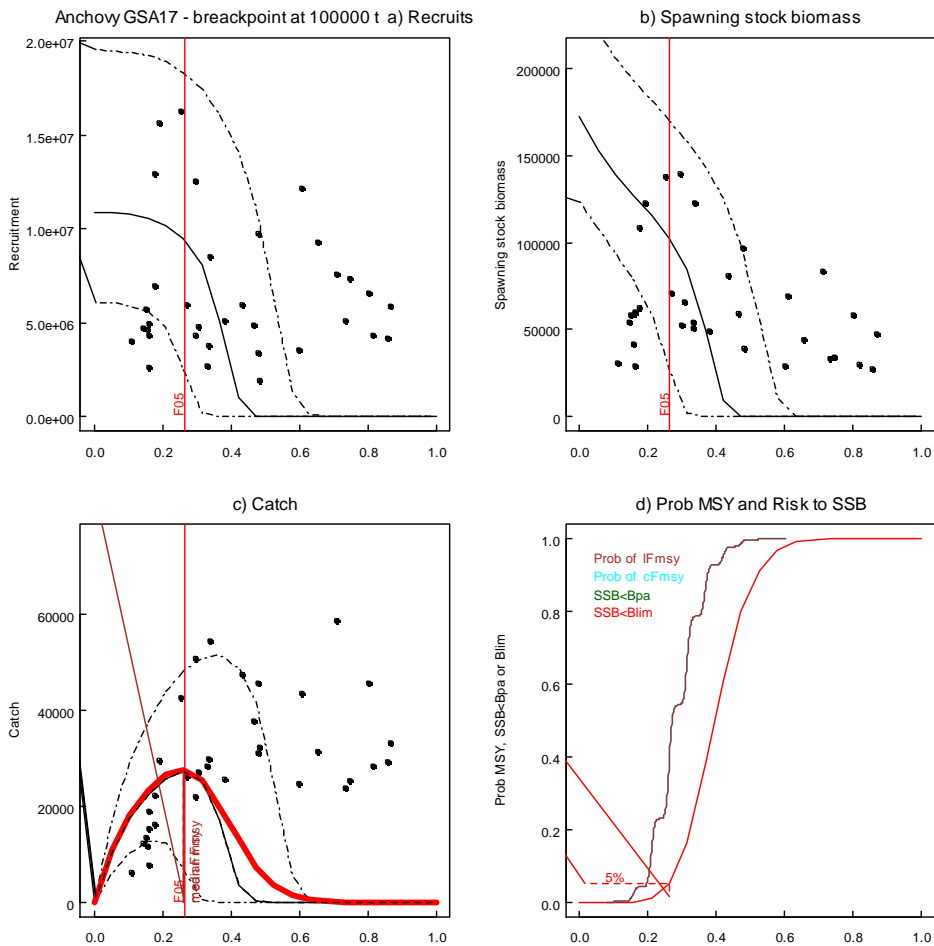 Anchovy GSA17 - breackpoint at 100000 t  a) Recruits
Recruitment
2.0e+07
1.5e+07
1.0e+07
5.0e+06
0.0e+00
F05
0.0 0.2 0.4 0.6 0.8 1.0
b) Spawning stock biomass
Spawning stock biomass
200000
150000
100000
50000
0
F05
0.0 0.2 0.4 0.6 0.8 1.0
c) Catch
Catch
60000
40000
20000
0
F05
0.0 0.2 0.4 0.6 0.8 1.0
d) Prob MSY and Risk to SSB
Prob MSY, SSB<Bpa or Blim
1.0
0.8
0.6
0.4
0.2
0.0
Prob of lFmsy
Prob of cFmsy
SSB<Bpa
SSB<Blim
5%
0.0 0.2 0.4 0.6 0.8 1.0